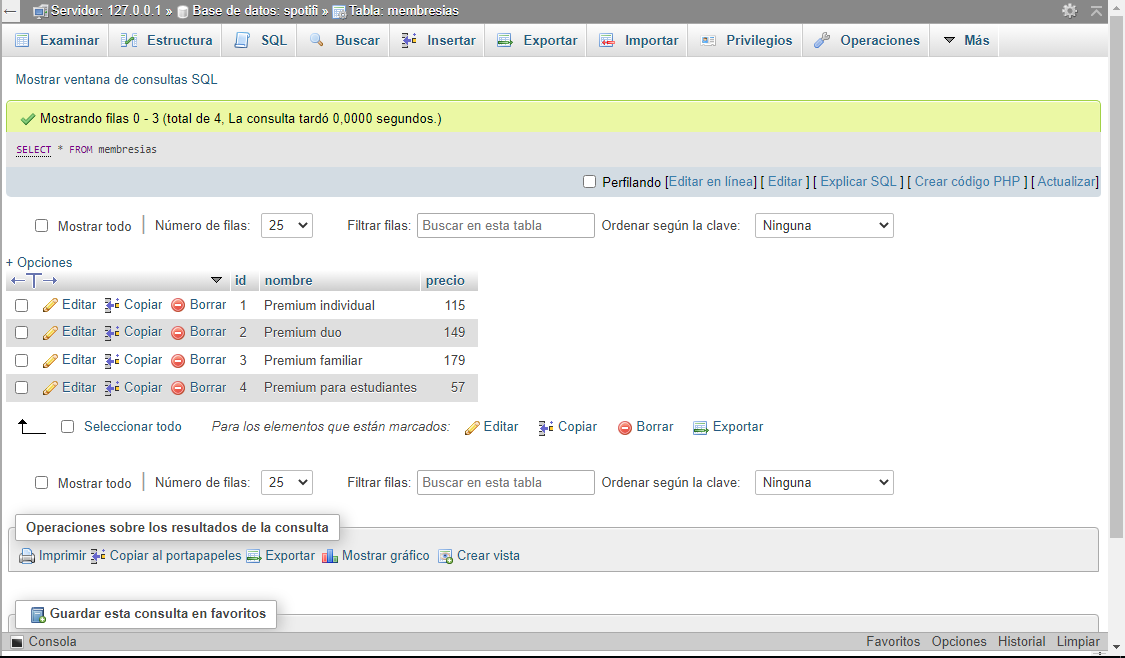 Servidor: 127.0.0.1 » Base de datos: spotifi » Tabla: membresias
Examinar Estructura SQL Buscar Insertar Exportar Importar Privilegios Operaciones Más
Mostrar ventana de consultas SQL
Mostrando filas 0 - 3 (total de 4, La consulta tardó 0,0000 segundos.)
SELECT * FROM membresias
Perfilando [Editar en línea] [ Editar ] [ Explicar SQL ] [ Crear código PHP ] [ Actualizar]
Mostrar todo Número de filas: 25 Filtrar filas: Buscar en esta tabla Ordenar según la clave: Ninguna
+ Opciones
id nombre precio
Editar Copiar Borrar 1 Premium individual 115
Editar Copiar Borrar 2 Premium duo 149
Editar Copiar Borrar 3 Premium familiar 179
Editar Copiar Borrar 4 Premium para estudiantes 57
Seleccionar todo Para los elementos que están marcados: Editar Copiar Borrar Exportar
Mostrar todo Número de filas: 25 Filtrar filas: Buscar en esta tabla Ordenar según la clave: Ninguna
Operaciones sobre los resultados de la consulta
Imprimir Copiar al portapapeles Exportar Mostrar gráfico Crear vista
Guardar esta consulta en favoritos
Consola Favoritos Opciones Historial Limpiar